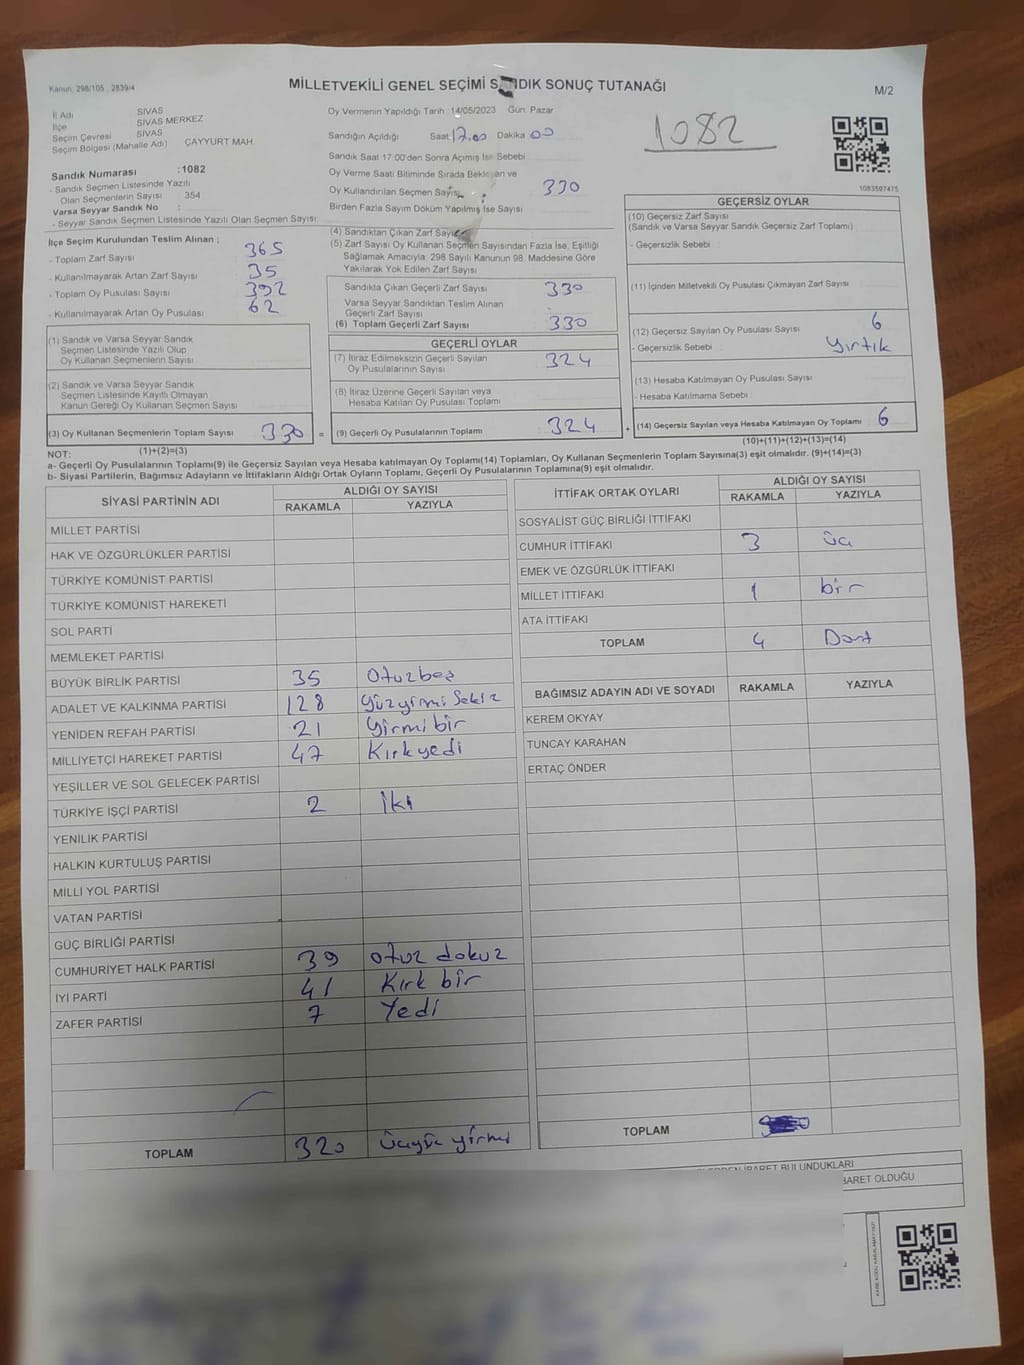 Kanun: 298/105 , 2839/4
MİLLETVEKİLİ GENEL SEÇİMİ SANDIK SONUÇ TUTANAĞI
M/2
İl Adı SİVAS
İlçe SİVAS MERKEZ
Seçim Çevresi SİVAS
Seçim Bölgesi (Mahalle Adı) ÇAYYURT MAH
Sandık Numarası :1082
- Sandık Seçmen Listesinde Yazılı
Olan Seçmenlerin Sayısı 354
Varsa Seyyar Sandık No :
- Seyyar Sandık Seçmen Listesinde Yazılı Olan Seçmen Sayısı:
Oy Vermenin Yapıldığı Tarih :14/05/2023 Gün: Pazar
Sandığın Açıldığı Saat:17.00 Dakika 00
Sandık Saat 17:00'den Sonra Açımış İse Sebebi
Oy Verme Saati Bitiminde Sırada Bekleyen ve
Oy Kullandırılan Seçmen Sayısı 330
Birden Fazla Sayım Döküm Yapılmış İse Sayısı
1082
1083597475
İlçe Seçim Kurulundan Teslim Alınan ;
- Toplam Zarf Sayısı 365
- Kullanılmayarak Artan Zarf Sayısı 35
- Toplam Oy Pusulası Sayısı 392
- Kullanılmayarak Artan Oy Pusulası 62
(4) Sandıktan Çıkan Zarf Sayısı
(5) Zarf Sayısı Oy Kullanan Seçmen Sayısından Fazla İse, Eşitliği
Sağlamak Amacıyla; 298 Sayılı Kanunun 98. Maddesine Göre
Yakılarak Yok Edilen Zarf Sayısı
Sandıkla Çıkan Geçerli Zarf Sayısı 330
Varsa Seyyar Sandıktan Teslim Alınan
Geçerli Zarf Sayısı
(6) Toplam Geçerli Zarf Sayısı 330
GEÇERSİZ OYLAR
(10) Geçersiz Zarf Sayısı
(Sandık ve Varsa Seyyar Sandık Geçersiz Zarf Toplamı)
- Geçersizlik Sebebi
(11) İçinden Milletvekili Oy Pusulası Çıkmayan Zarf Sayısı
(12) Geçersiz Sayılan Oy Pusulası Sayısı 6
- Geçersizlik Sebebi yırtık
(13) Hesaba Katılmayan Oy Pusulası Sayısı
- Hesaba Katılmama Sebebi
(14) Geçersiz Sayılan veya Hesaba Katılmayan Oy Toplamı 6
(10)+(11)+(12)+(13)=(14)
(1) Sandık ve Varsa Seyyar Sandık
Seçmen Listesinde Yazılı Olup
Oy Kullanan Seçmenlerin Sayısı
(2) Sandık ve Varsa Seyyar Sandık
Seçmen Listesinde Kayıtlı Olmayan
Kanun Gereği Oy Kullanan Seçmen Sayısı
(3) Oy Kullanan Seçmenlerin Toplam Sayısı 330 =
(1)+(2)=(3)
GEÇERLİ OYLAR
(7) İtiraz Edilmeksizin Geçerli Sayılan
Oy Pusulalarının Sayısı 324
(8) İtiraz Üzerine Geçerli Sayılan veya
Hesaba Katılan Oy Pusulası Toplamı
(9) Geçerli Oy Pusulalarının Toplamı 324 +
NOT:
a- Geçerli Oy Pusulalarının Toplamı(9) ile Geçersiz Sayılan veya Hesaba katılmayan Oy Toplamı(14) Toplamları, Oy Kullanan Seçmenlerin Toplam Sayısına(3) eşit olmalıdır. (9)+(14)=(3)
b- Siyasi Partilerin, Bağımsız Adayların ve İttifakların Aldığı Ortak Oyların Toplamı, Geçerli Oy Pusulalarının Toplamına(9) eşit olmalıdır.
SİYASİ PARTİNİN ADI ALDIĞI OY SAYISI
RAKAMLA YAZIYLA
MİLLET PARTİSİ
HAK VE ÖZGÜRLÜKLER PARTİSİ
TÜRKİYE KOMÜNİST PARTİSİ
TÜRKİYE KOMÜNİST HAREKETİ
SOL PARTİ
MEMLEKET PARTİSİ
BÜYÜK BİRLİK PARTİSİ 35 Otuzbeş
ADALET VE KALKINMA PARTİSİ 128 Yüzyirmi Sekiz
YENİDEN REFAH PARTİSİ 21 Yirmi bir
MİLLİYETÇİ HAREKET PARTİSİ 47 Kırkyedi
YEŞİLLER VE SOL GELECEK PARTİSİ
TÜRKİYE İŞÇİ PARTİSİ 2 İki
YENİLİK PARTİSİ
HALKIN KURTULUŞ PARTİSİ
MİLLİ YOL PARTİSİ
VATAN PARTİSİ
GÜÇ BİRLİĞİ PARTİSİ
CUMHURİYET HALK PARTİSİ 39 otuz dokuz
İYİ PARTİ 41 Kırk bir
ZAFER PARTİSİ 7 Yedi
TOPLAM 320 üçyüz yirmi
İTTİFAK ORTAK OYLARI ALDIĞI OY SAYISI
RAKAMLA YAZIYLA
SOSYALİST GÜÇ BİRLİĞİ İTTİFAKI
CUMHUR İTTİFAKI 3 üç
EMEK VE ÖZGÜRLÜK İTTİFAKI
MİLLET İTTİFAKI 1 bir
ATA İTTİFAKI
TOPLAM 4 Dört
BAĞIMSIZ ADAYIN ADI VE SOYADI RAKAMLA YAZIYLA
KEREM OKYAY
TUNCAY KARAHAN
ERTAÇ ÖNDER
TOPLAM
İBARET BULUNDUKLARI
İBARET OLDUĞU